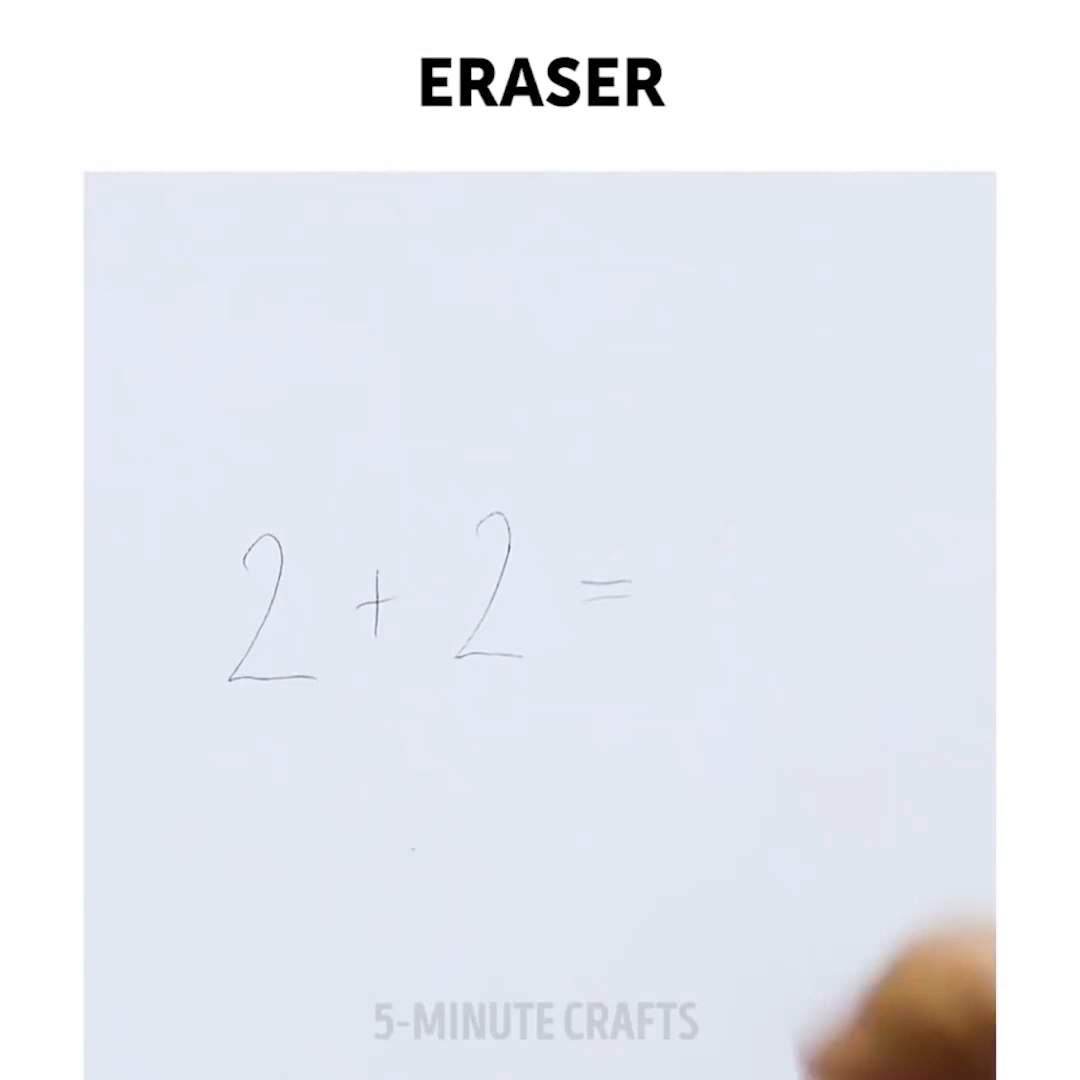 ERASER
2 + 2 =
5-MINUTE CRAFTS